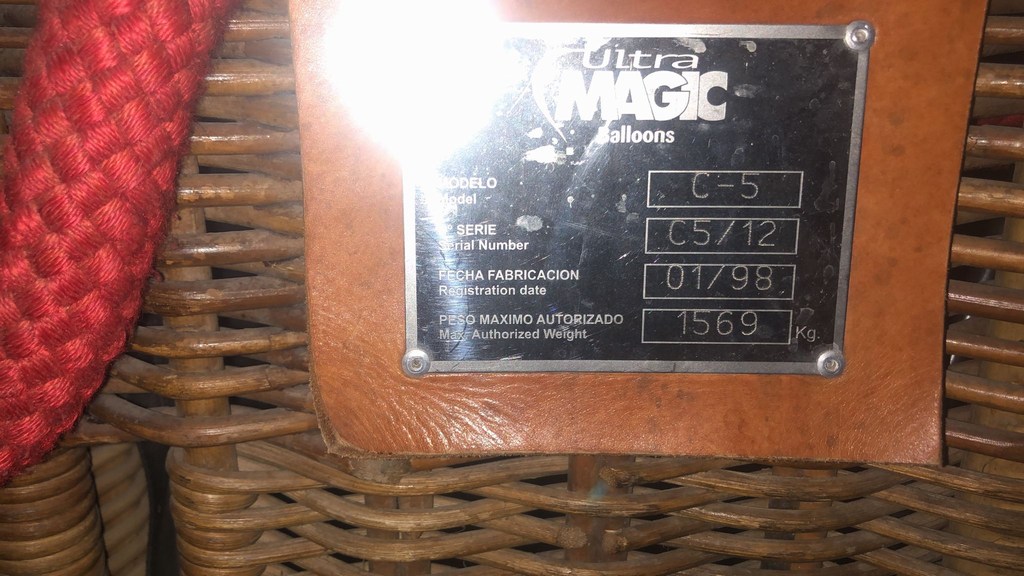 Ultra
MAGIC
Balloons
MODELO C-5
Model
SERIE C5/12
Serial Number
FECHA FABRICACION 01/98
Registration date
PESO MAXIMO AUTORIZADO 1569 Kg.
Max. Authorized Weight